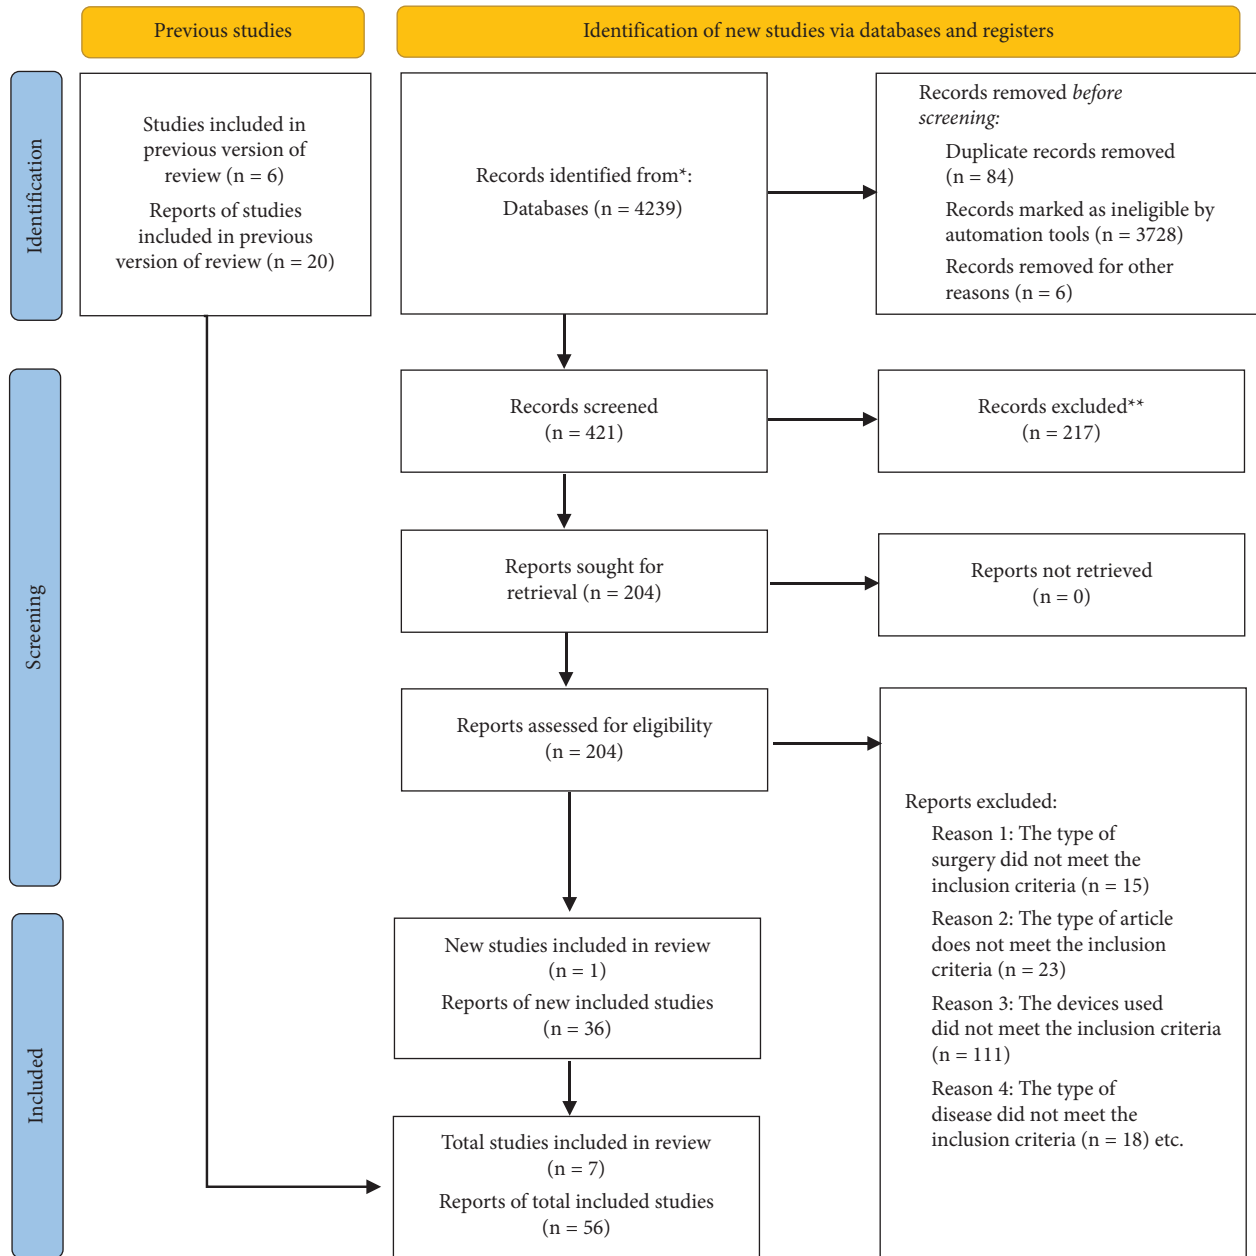 Previous studies
Identification of new studies via databases and registers
Identification
Studies included in
previous version of
review (n = 6)
Reports of studies
included in previous
version of review (n = 20)
Records identified from*:
Databases (n = 4239)
Records removed before
screening:
Duplicate records removed
(n = 84)
Records marked as ineligible by
automation tools (n = 3728)
Records removed for other
reasons (n = 6)
Screening
Records screened
(n = 421)
Records excluded**
(n = 217)
Reports sought for
retrieval (n = 204)
Reports not retrieved
(n = 0)
Reports assessed for eligibility
(n = 204)
Reports excluded:
Reason 1: The type of
surgery did not meet the
inclusion criteria (n = 15)
Reason 2: The type of article
does not meet the inclusion
criteria (n = 23)
Reason 3: The devices used
did not meet the inclusion criteria
(n = 111)
Reason 4: The type of
disease did not meet the
inclusion criteria (n = 18) etc.
Included
New studies included in review
(n = 1)
Reports of new included studies
(n = 36)
Total studies included in review
(n = 7)
Reports of total included studies
(n = 56)